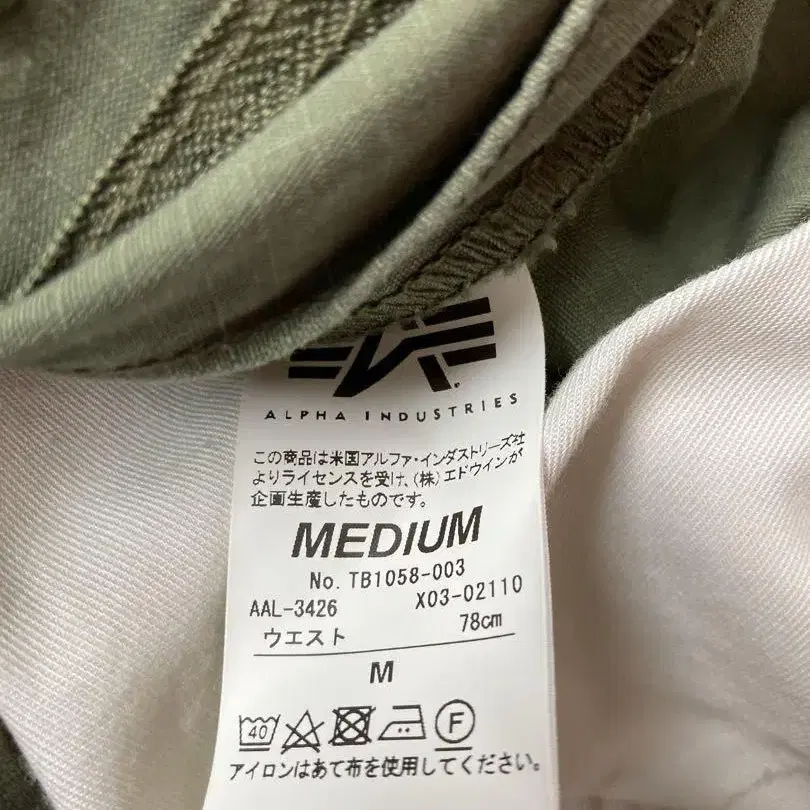 ALPHA INDUSTRIES
この商品は米国アルファ・インダストリーズ社
よりライセンスを受け、(株)エドウインが
企画生産したものです。
MEDIUM
No. TB1058-003
AAL-3426 X03-02110
ウエスト 78cm
M
40 F
アイロンはあて布を使用してください。